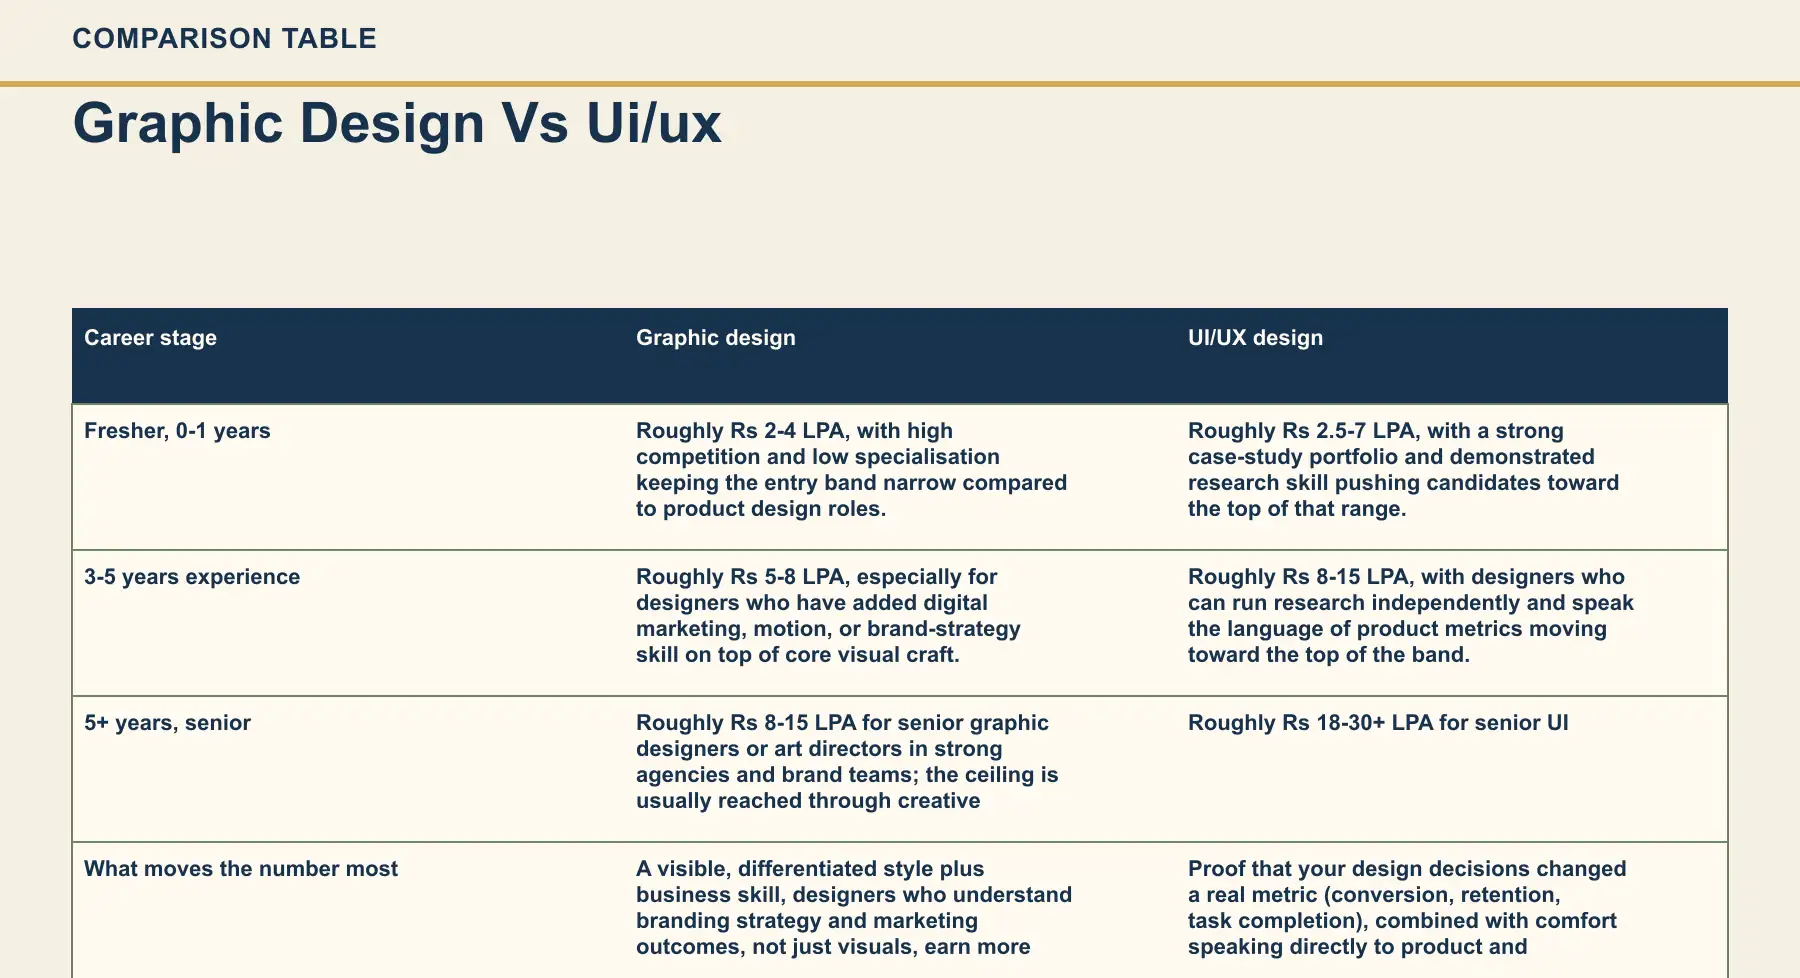 COMPARISON TABLE
Graphic Design Vs Ui/ux
Career stage
Graphic design
UI/UX design
Fresher, 0-1 years
Roughly Rs 2-4 LPA, with high
competition and low specialisation
keeping the entry band narrow compared
to product design roles.
Roughly Rs 2.5-7 LPA, with a strong
case-study portfolio and demonstrated
research skill pushing candidates toward
the top of that range.
3-5 years experience
Roughly Rs 5-8 LPA, especially for
designers who have added digital
marketing, motion, or brand-strategy
skill on top of core visual craft.
Roughly Rs 8-15 LPA, with designers who
can run research independently and speak
the language of product metrics moving
toward the top of the band.
5+ years, senior
Roughly Rs 8-15 LPA for senior graphic
designers or art directors in strong
agencies and brand teams; the ceiling is
usually reached through creative
Roughly Rs 18-30+ LPA for senior UI
What moves the number most
A visible, differentiated style plus
business skill, designers who understand
branding strategy and marketing
outcomes, not just visuals, earn more
Proof that your design decisions changed
a real metric (conversion, retention,
task completion), combined with comfort
speaking directly to product and